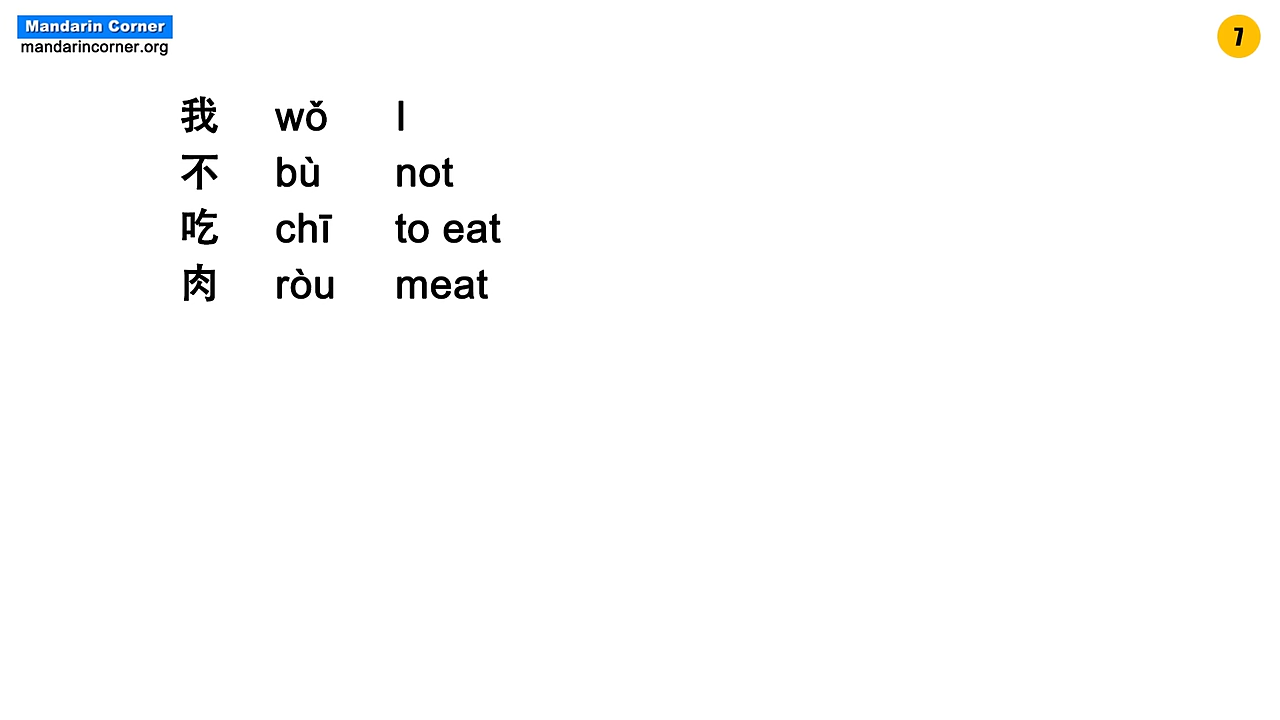 Mandarin Corner
mandarincorner.org
7
我 wǒ I
不 bù not
吃 chī to eat
肉 ròu meat